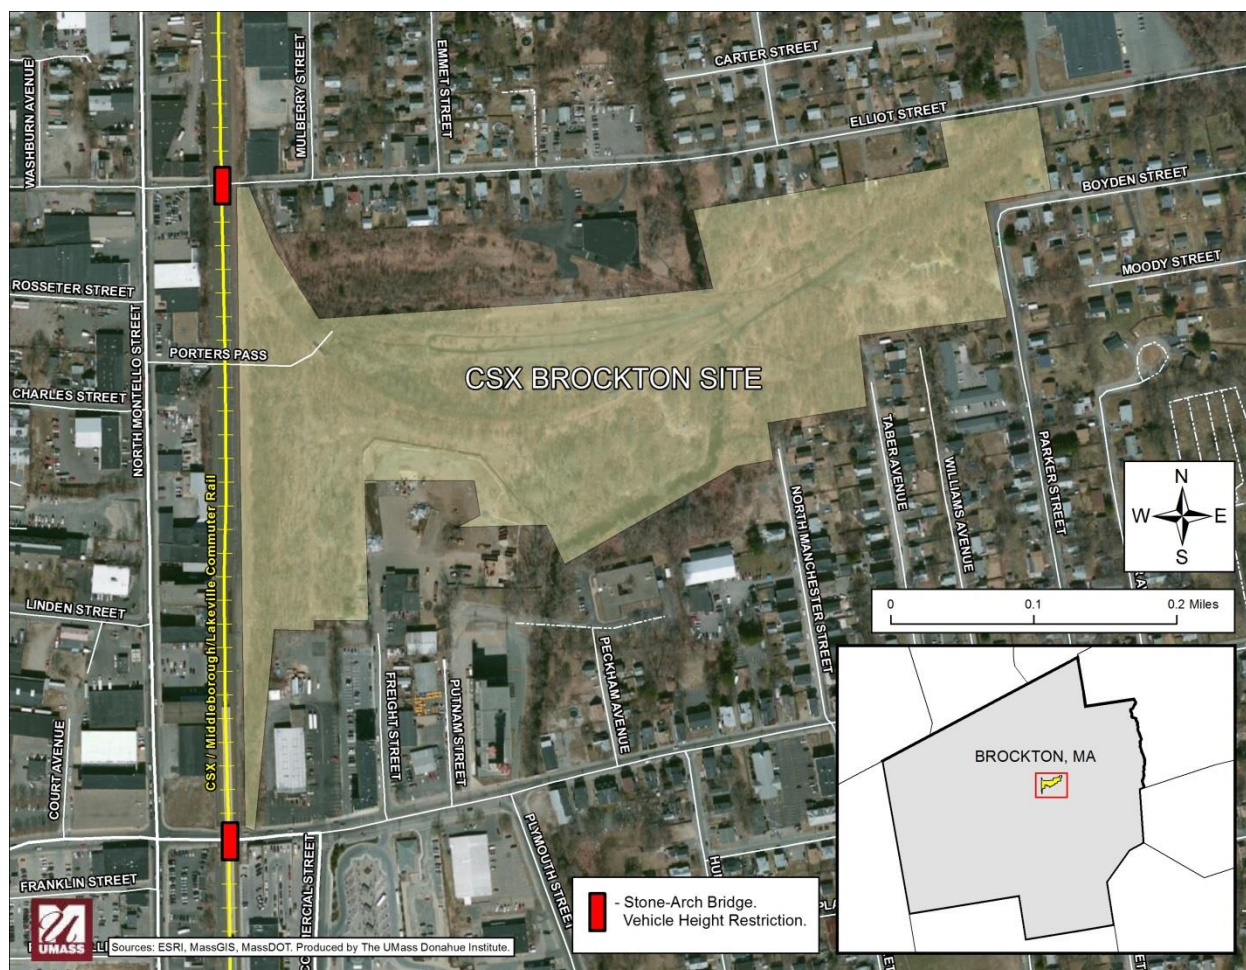 WASHBURN AVENUE
MULBERRY STREET
EMMET STREET
CARTER STREET
ELLIOT STREET
BOYDEN STREET
MOODY STREET
ROSSETER STREET
NORTH MONTELLO STREET
PORTERS PASS
CHARLES STREET
CSX BROCKTON SITE
TABER AVENUE
WILLIAMS AVENUE
PARKER STREET
NORTH MANCHESTER STREET
CSX / Middleborough/Lakeville Commuter Rail
N
W E
S
0 0.1 0.2 Miles
LINDEN STREET
COURT AVENUE
FREIGHT STREET
PUTNAM STREET
PECKHAM AVENUE
PLYMOUTH STREET
FRANKLIN STREET
BROCKTON, MA
- Stone-Arch Bridge.
Vehicle Height Restriction.
UMASS
Sources: ESRI, MassGIS, MassDOT. Produced by The UMass Donahue Institute.